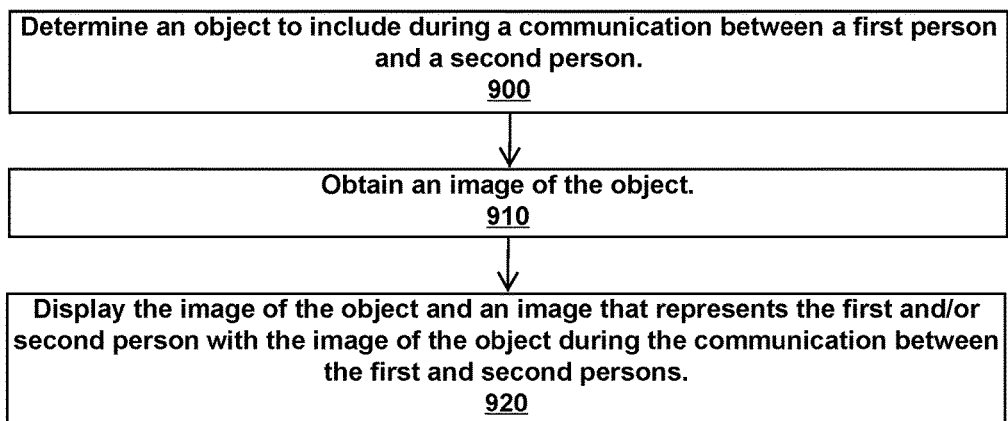 Determine an object to include during a communication between a first person
and a second person.
900
Obtain an image of the object.
910
Display the image of the object and an image that represents the first and/or
second person with the image of the object during the communication between
the first and second persons.
920